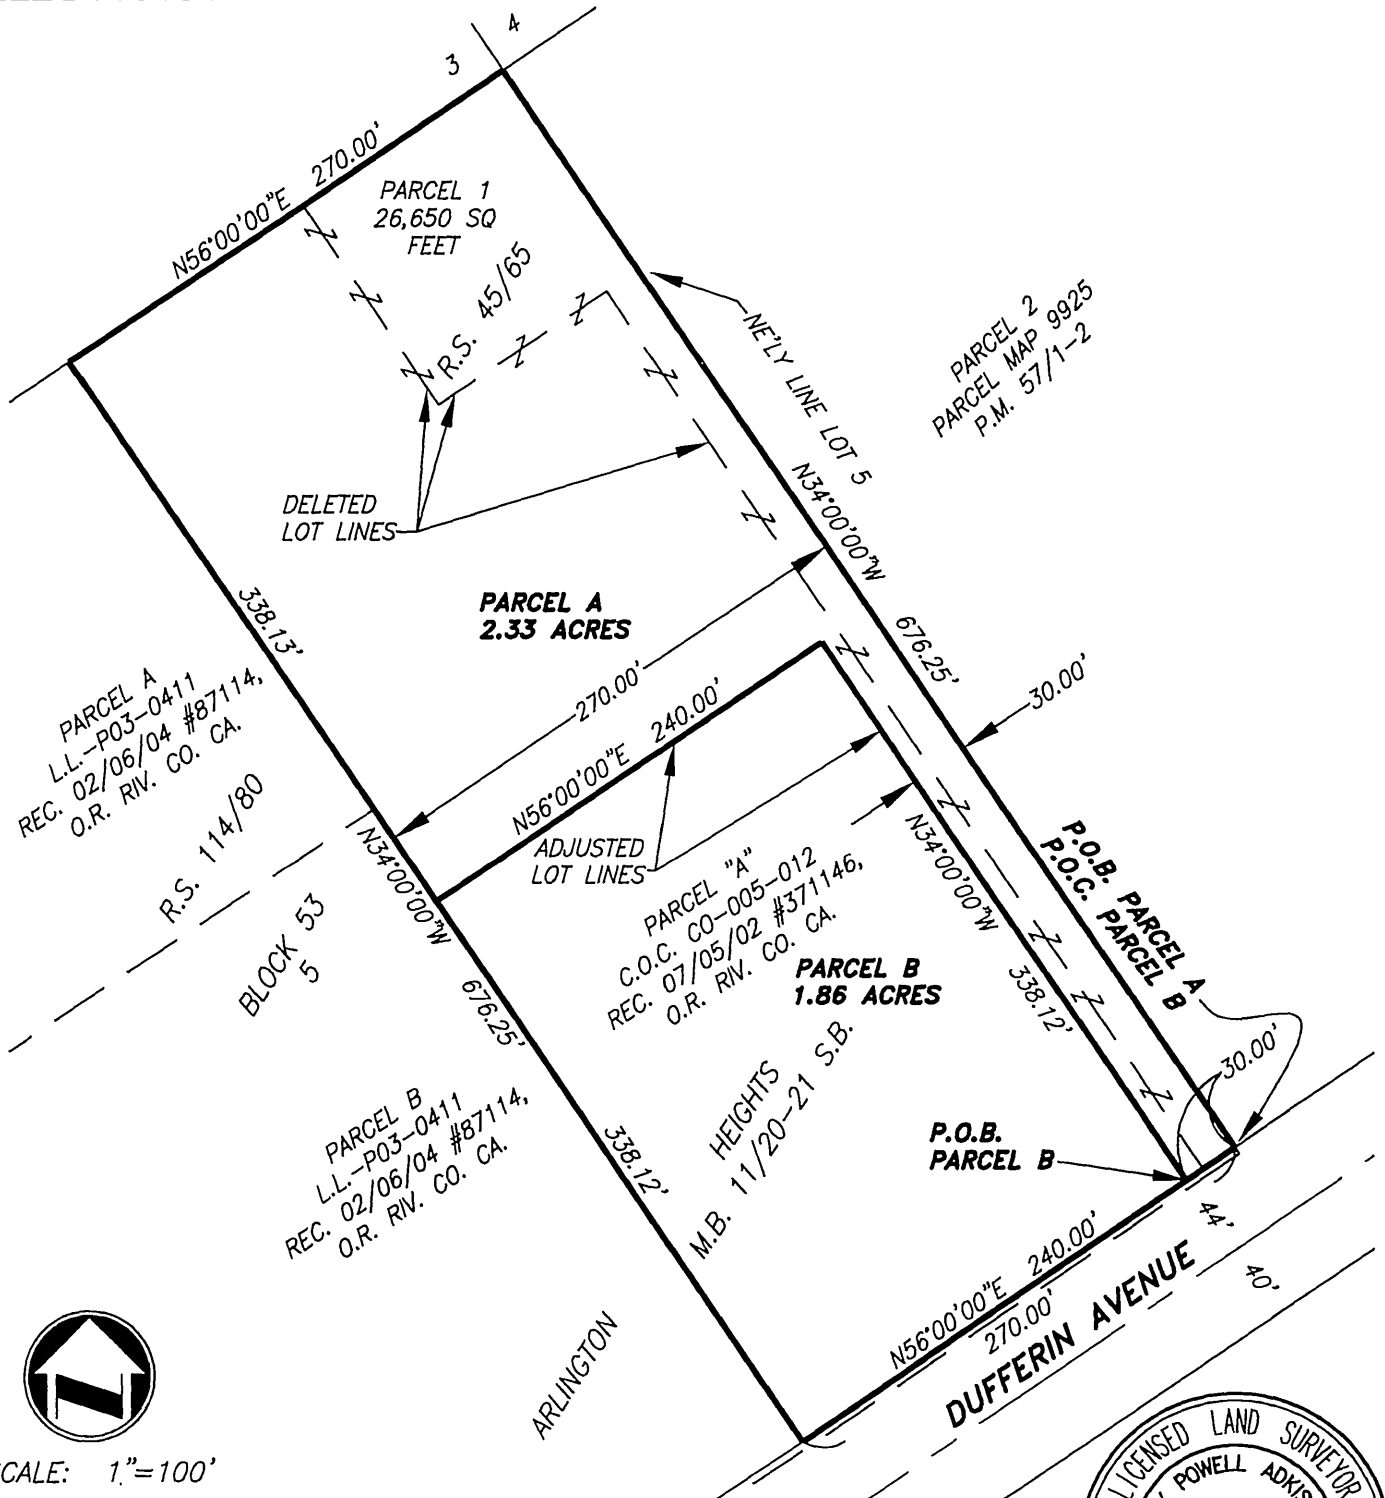 4
3
N56°00'00"E 270.00'
PARCEL 1
26,650 SQ
FEET
R.S. 45/65
NE'LY LINE LOT 5
PARCEL 2
PARCEL MAP 9925
P.M. 57/1-2
DELETED
LOT LINES
N34°00'00"W 676.25'
338.13'
PARCEL A
2.33 ACRES
270.00'
30.00'
PARCEL A
L.L.-P03-0411
REC. 02/06/04 #87114,
O.R. RIV. CO. CA.
R.S. 114/80
N56°00'00"E 240.00'
ADJUSTED
LOT LINES
N34°00'00"W 676.25'
BLOCK 53
5
PARCEL "A"
C.O.C. CO-005-012
REC. 07/05/02 #371146,
O.R. RIV. CO. CA.
N34°00'00"W 338.12'
P.O.B. PARCEL A
P.O.C. PARCEL B
PARCEL B
1.86 ACRES
30.00'
PARCEL B
L.L.-P03-0411
REC. 02/06/04 #87114,
O.R. RIV. CO. CA.
338.12'
HEIGHTS
M.B. 11/20-21 S.B.
P.O.B.
PARCEL B
44'
40'
N56°00'00"E 240.00'
270.00'
DUFFERIN AVENUE
ARLINGTON
SCALE: 1"=100'
LICENSED LAND SURVEYOR
POWELL ADKIS